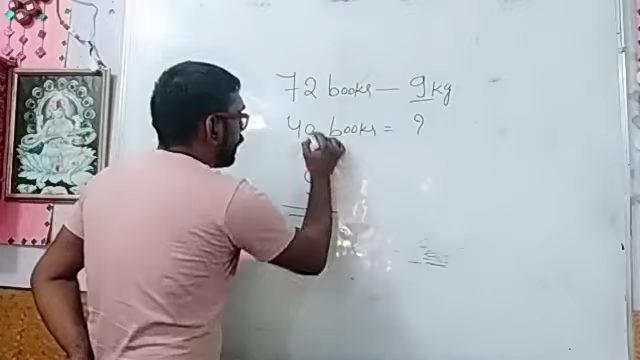 72 books — 9kg
40 books = ?